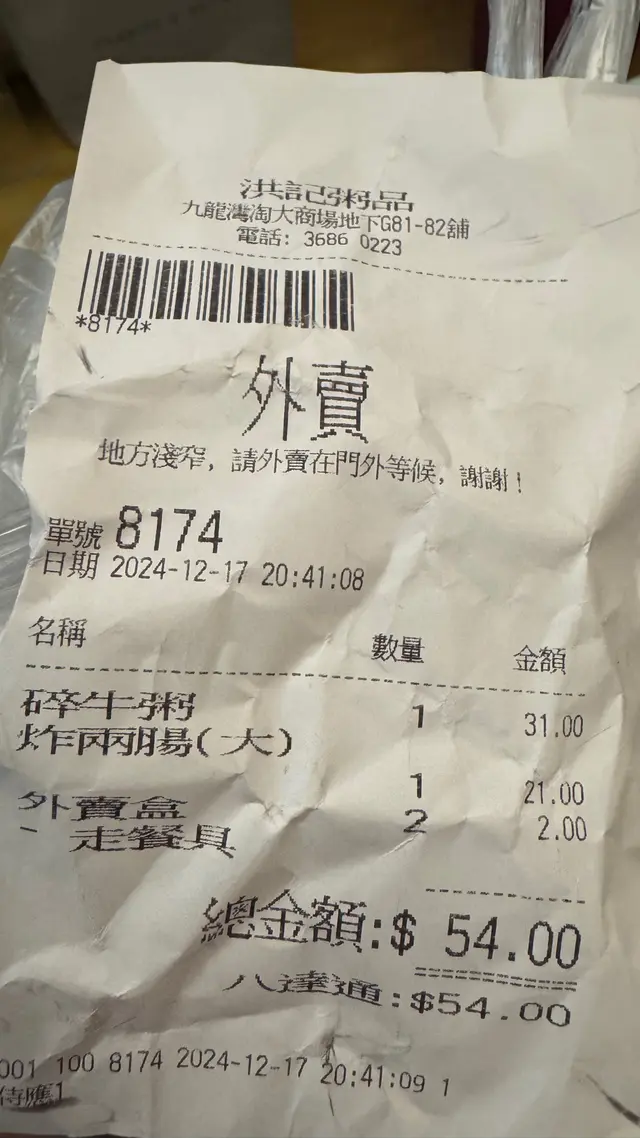 洪記粥品
九龍灣淘大商場地下G81-82舖
電話: 3686 0223
*8174*
外賣
地方淺窄, 請外賣在門外等候, 謝謝!
單號 8174
日期 2024-12-17 20:41:08
名稱 數量 金額
碎牛粥 1 31.00
炸兩腸(大)
1 21.00
外賣盒 2 2.00
- 走餐具
總金額:$ 54.00
八達通:$54.00
001 100 8174 2024-12-17 20:41:09 1
侍應1